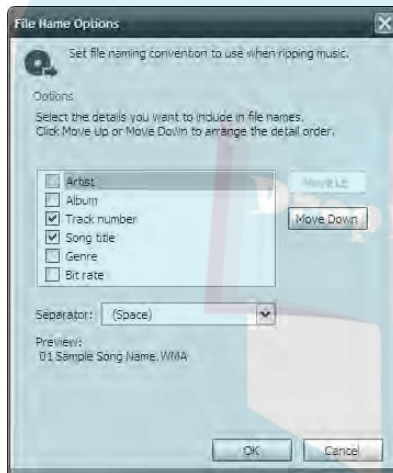 File Name Options
Set file naming convention to use when ripping music.
Options
Select the details you want to include in file names.
Click Move Up or Move Down to arrange the detail order.
Artist
Move Up
Album
Track number
Move Down
Song title
Genre
Bit rate
Separator: (Space)
Preview:
01 Sample Song Name.WMA
OK Cancel